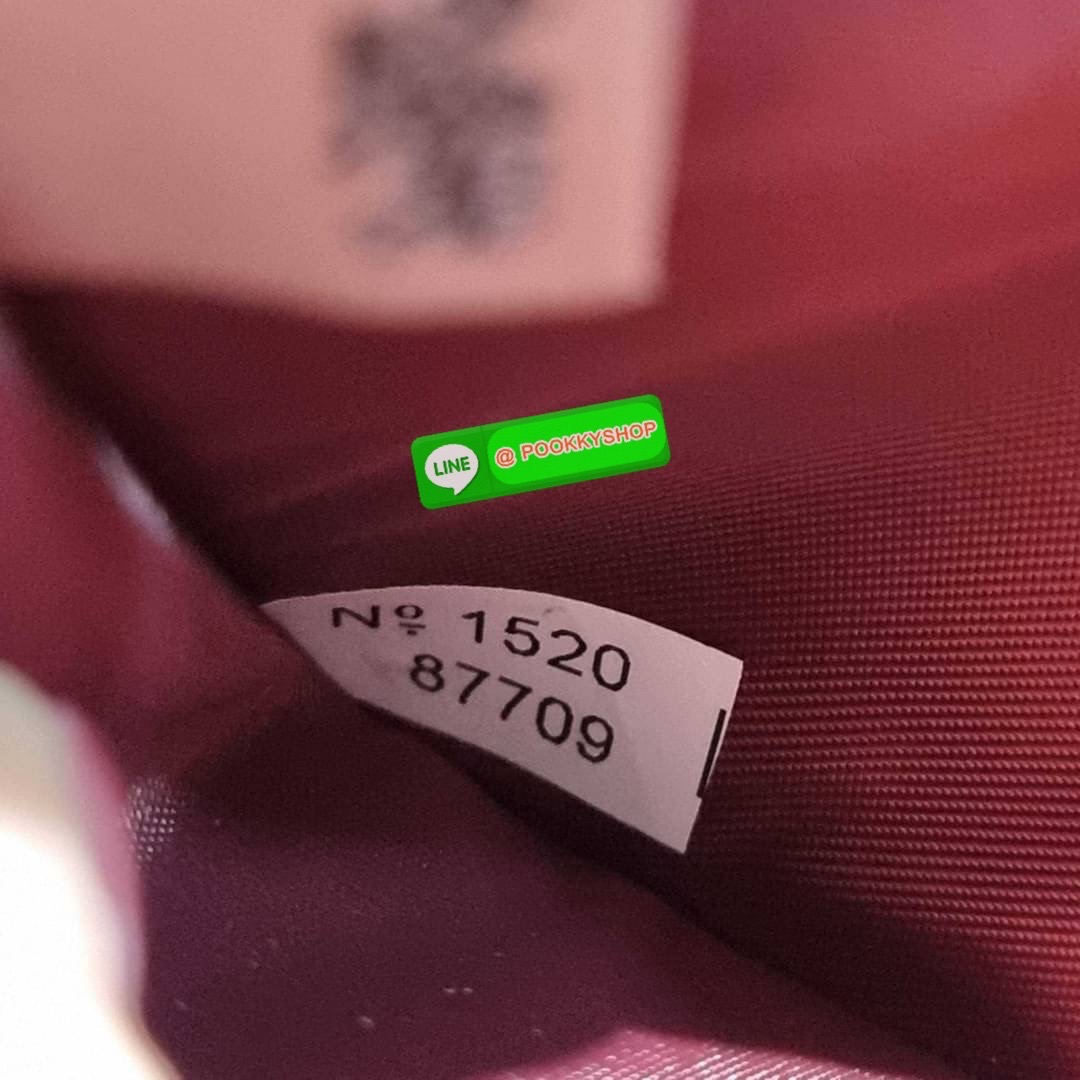 LINE @ POOKKYSHOP
Nº 1520
87709